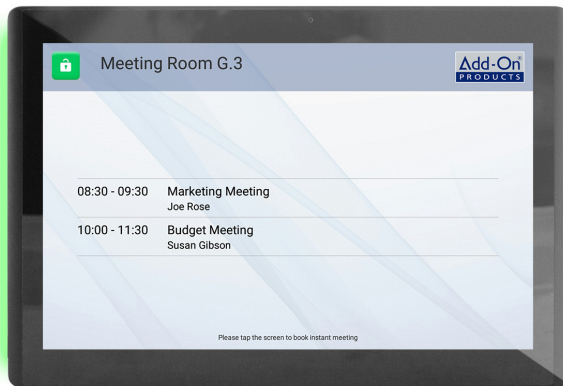 Meeting Room G.3
Add-On®
PRODUCTS
08:30 - 09:30 Marketing Meeting
Joe Rose
10:00 - 11:30 Budget Meeting
Susan Gibson
Please tap the screen to book instant meeting